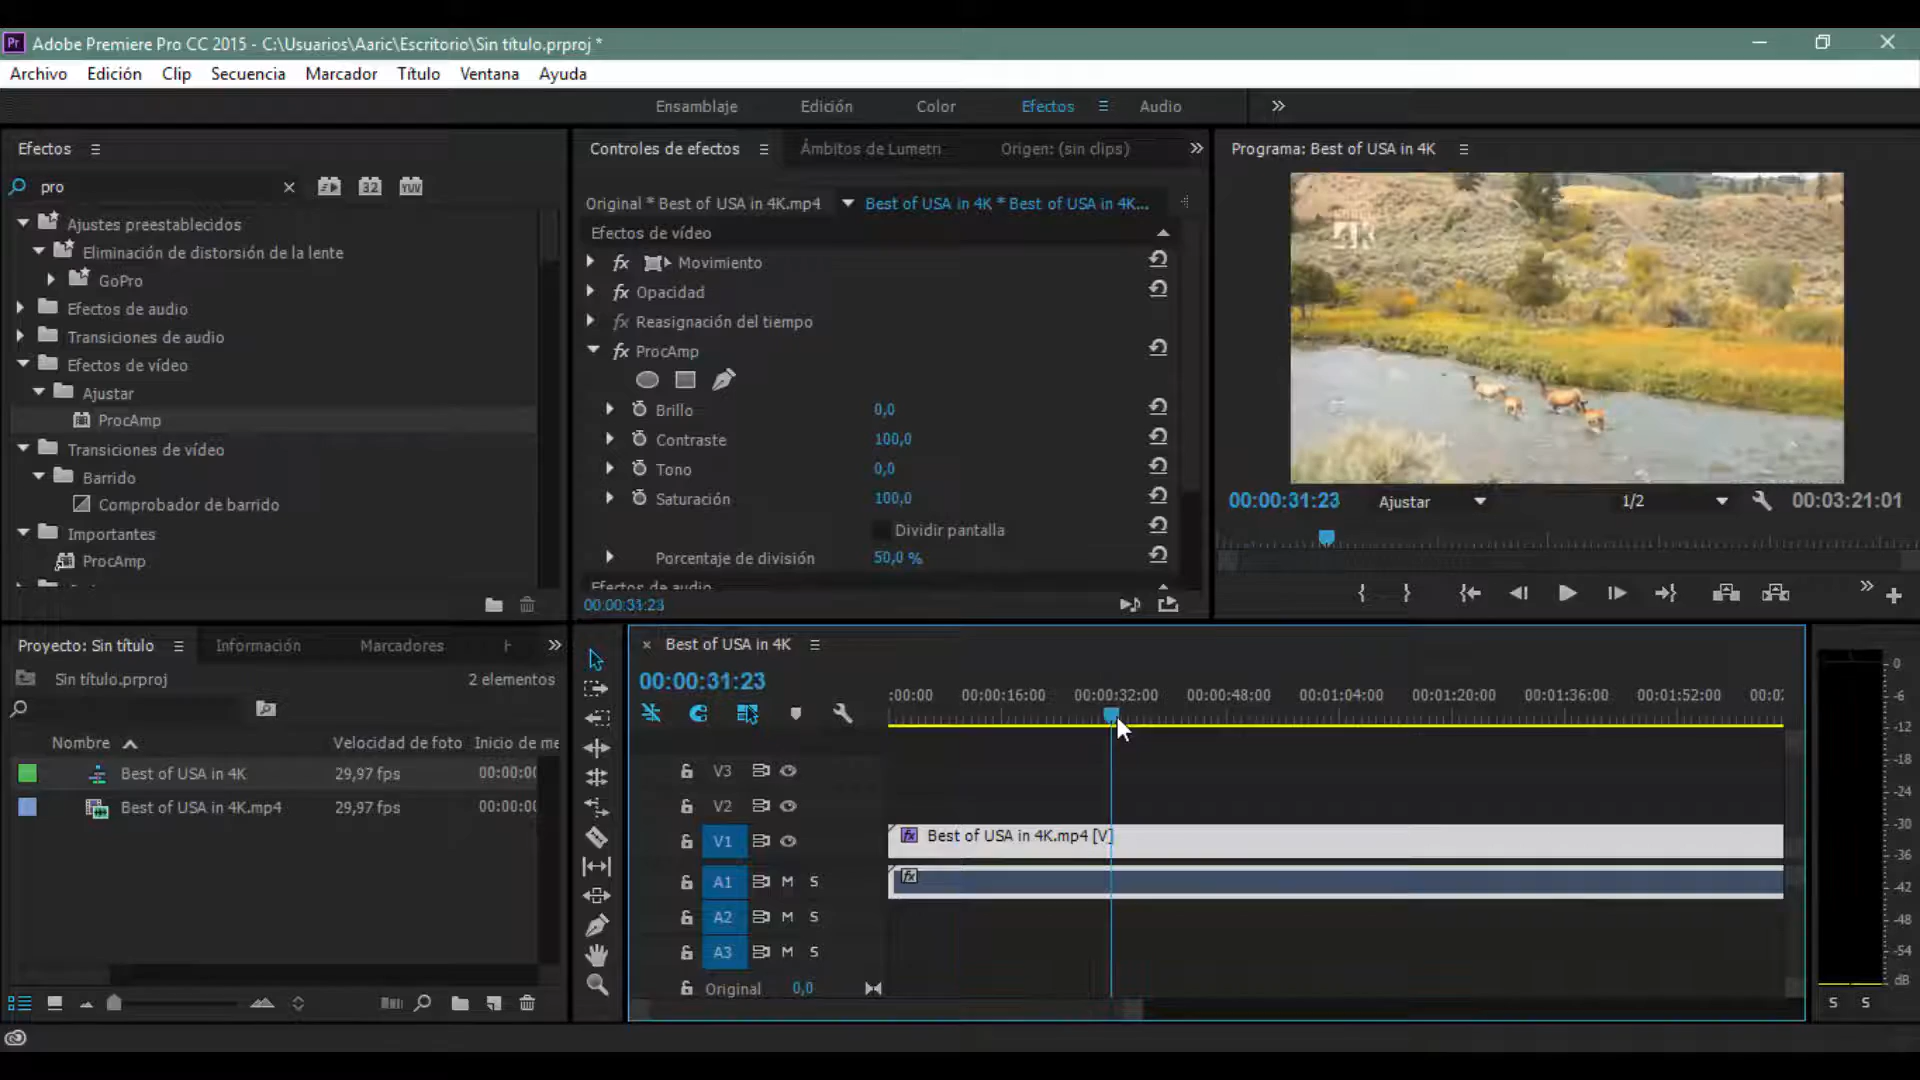 Adobe Premiere Pro CC 2015 - C:\Usuarios\Aaric\Escritorio\Sin título.prproj *
Archivo Edición Clip Secuencia Marcador Título Ventana Ayuda
Ensamblaje Edición Color Efectos Audio
Efectos
pro
32 YUV
Ajustes preestablecidos
Eliminación de distorsión de la lente
GoPro
Efectos de audio
Transiciones de audio
Efectos de vídeo
Ajustar
ProcAmp
Transiciones de vídeo
Barrido
Comprobador de barrido
Importantes
ProcAmp
Controles de efectos Ámbitos de Lumetri Origen: (sin clips)
Original * Best of USA in 4K.mp4 Best of USA in 4K * Best of USA in 4K...
Efectos de vídeo
fx Movimiento
fx Opacidad
fx Reasignación del tiempo
fx ProcAmp
Brillo 0,0
Contraste 100,0
Tono 0,0
Saturación 100,0
Dividir pantalla
Porcentaje de división 50,0 %
Efectos de audio
00:00:31:23
Programa: Best of USA in 4K
00:00:31:23 Ajustar 1/2 00:03:21:01
Proyecto: Sin título Información Marcadores
Sin título.prproj 2 elementos
Nombre Velocidad de foto Inicio de me
Best of USA in 4K 29,97 fps 00:00:00
Best of USA in 4K.mp4 29,97 fps 00:00:00
Best of USA in 4K
00:00:31:23
:00:00 00:00:16:00 00:00:32:00 00:00:48:00 00:01:04:00 00:01:20:00 00:01:36:00 00:01:52:00 00:02
V3
V2
V1 fx Best of USA in 4K.mp4 [V]
A1 M S fx
A2 M S
A3 M S
Original 0,0
0
-6
-12
-18
-24
-30
-36
-42
-48
-54
dB
S S